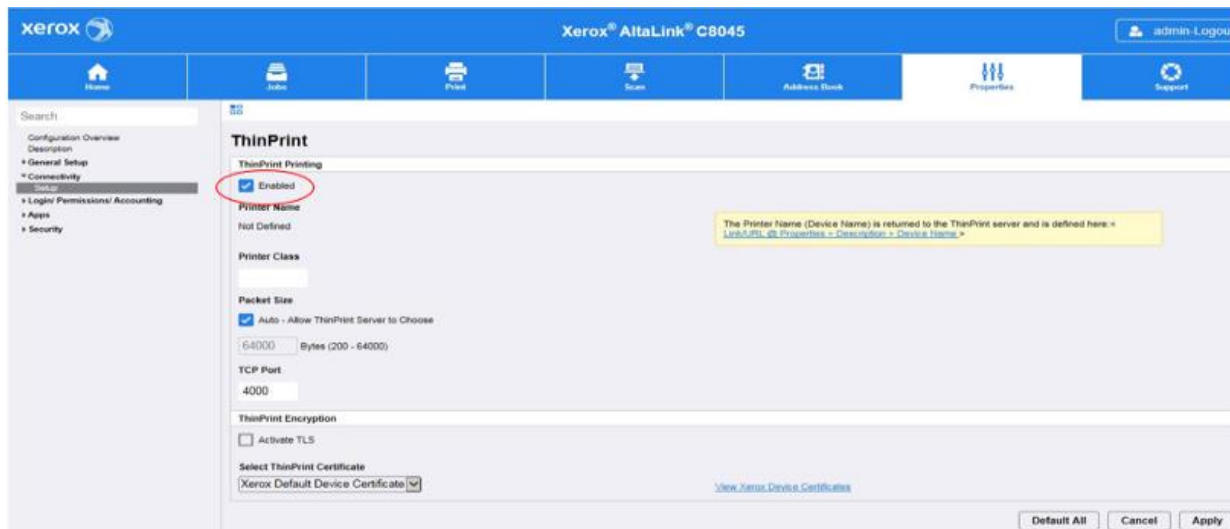 xerox
Xerox® AltaLink® C8045
admin-Logou
Home
Jobs
Print
Scan
Address Book
Properties
Support
Search
Configuration Overview
Description
General Setup
Connectivity
Setup
Login/ Permissions/ Accounting
Apps
Security
ThinPrint
ThinPrint Printing
Enabled
Printer Name
Not Defined
The Printer Name (Device Name) is returned to the ThinPrint server and is defined here:<
Link/URL @ Properties > Description > Device Name >
Printer Class
Packet Size
Auto - Allow ThinPrint Server to Choose
64000 Bytes (200 - 64000)
TCP Port
4000
ThinPrint Encryption
Activate TLS
Select ThinPrint Certificate
Xerox Default Device Certificate
View Xerox Device Certificates
Default All Cancel Apply